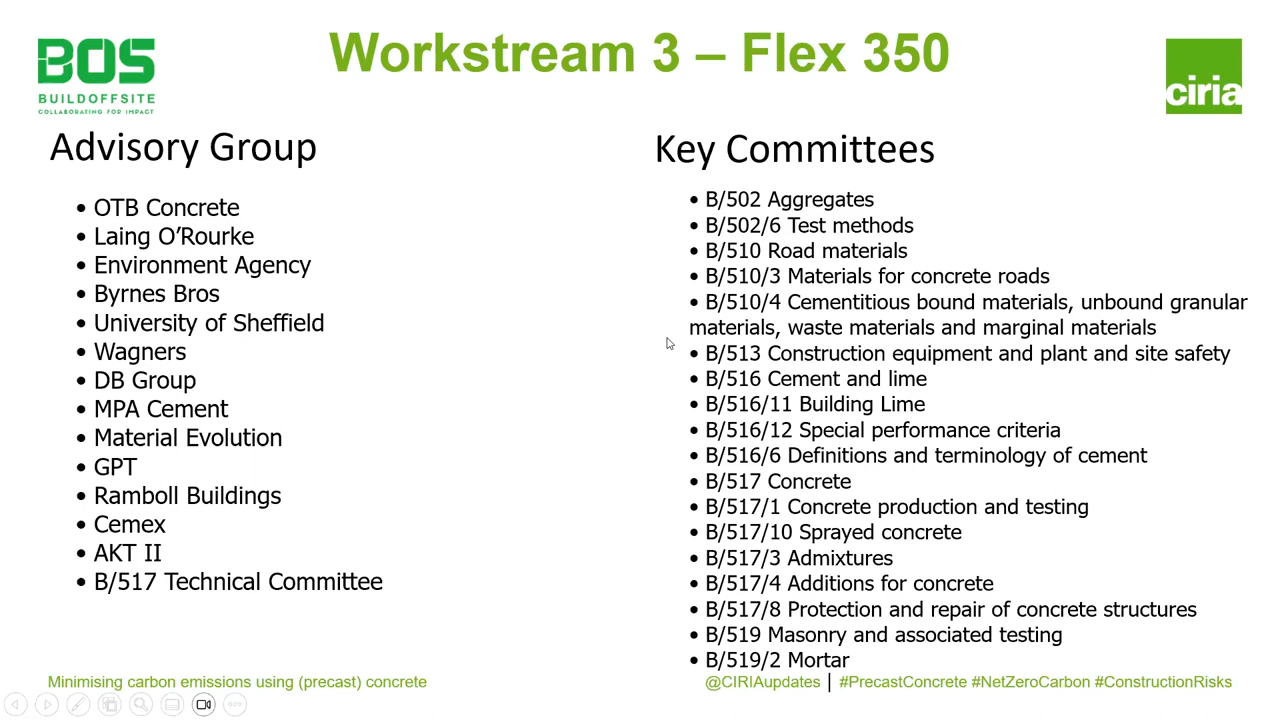 Workstream 3 – Flex 350
BOS
BUILDOFFSITE
COLLABORATING FOR IMPACT
ciria
Advisory Group
• OTB Concrete
• Laing O’Rourke
• Environment Agency
• Byrnes Bros
• University of Sheffield
• Wagners
• DB Group
• MPA Cement
• Material Evolution
• GPT
• Ramboll Buildings
• Cemex
• AKT II
• B/517 Technical Committee
Key Committees
• B/502 Aggregates
• B/502/6 Test methods
• B/510 Road materials
• B/510/3 Materials for concrete roads
• B/510/4 Cementitious bound materials, unbound granular
materials, waste materials and marginal materials
• B/513 Construction equipment and plant and site safety
• B/516 Cement and lime
• B/516/11 Building Lime
• B/516/12 Special performance criteria
• B/516/6 Definitions and terminology of cement
• B/517 Concrete
• B/517/1 Concrete production and testing
• B/517/10 Sprayed concrete
• B/517/3 Admixtures
• B/517/4 Additions for concrete
• B/517/8 Protection and repair of concrete structures
• B/519 Masonry and associated testing
• B/519/2 Mortar
Minimising carbon emissions using (precast) concrete
@CIRIAupdates | #PrecastConcrete #NetZeroCarbon #ConstructionRisks